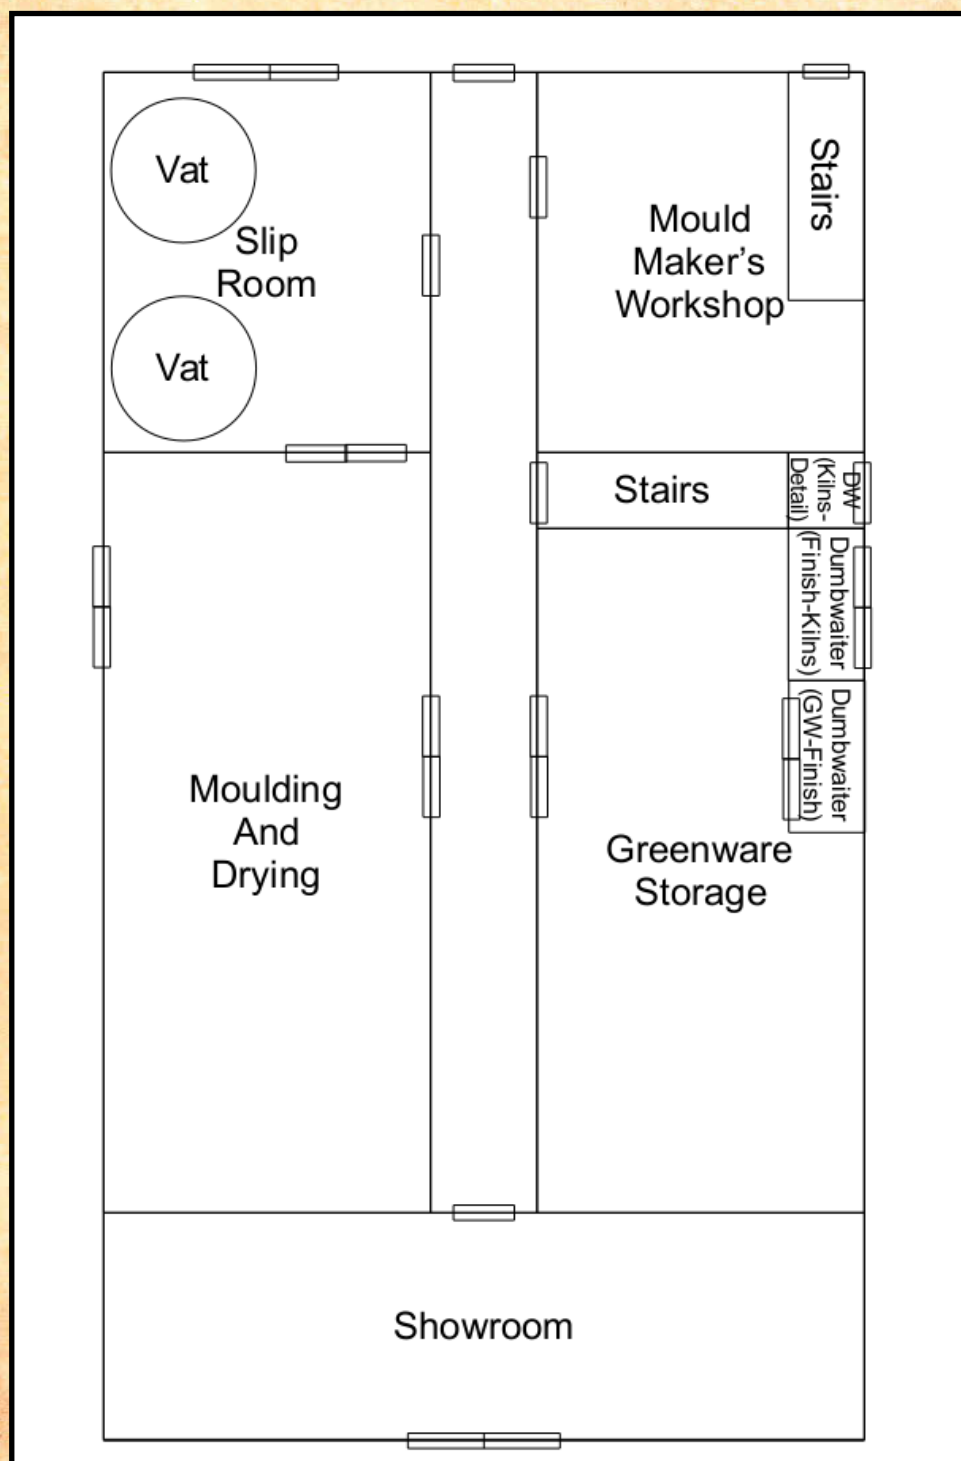 Vat
Slip
Room
Vat
Stairs
Mould
Maker’s
Workshop
Stairs
DW
(Kilns-
Detail)
Dumbwaiter
(Finish-Kilns)
Dumbwaiter
(GW-Finish)
Moulding
And
Drying
Greenware
Storage
Showroom